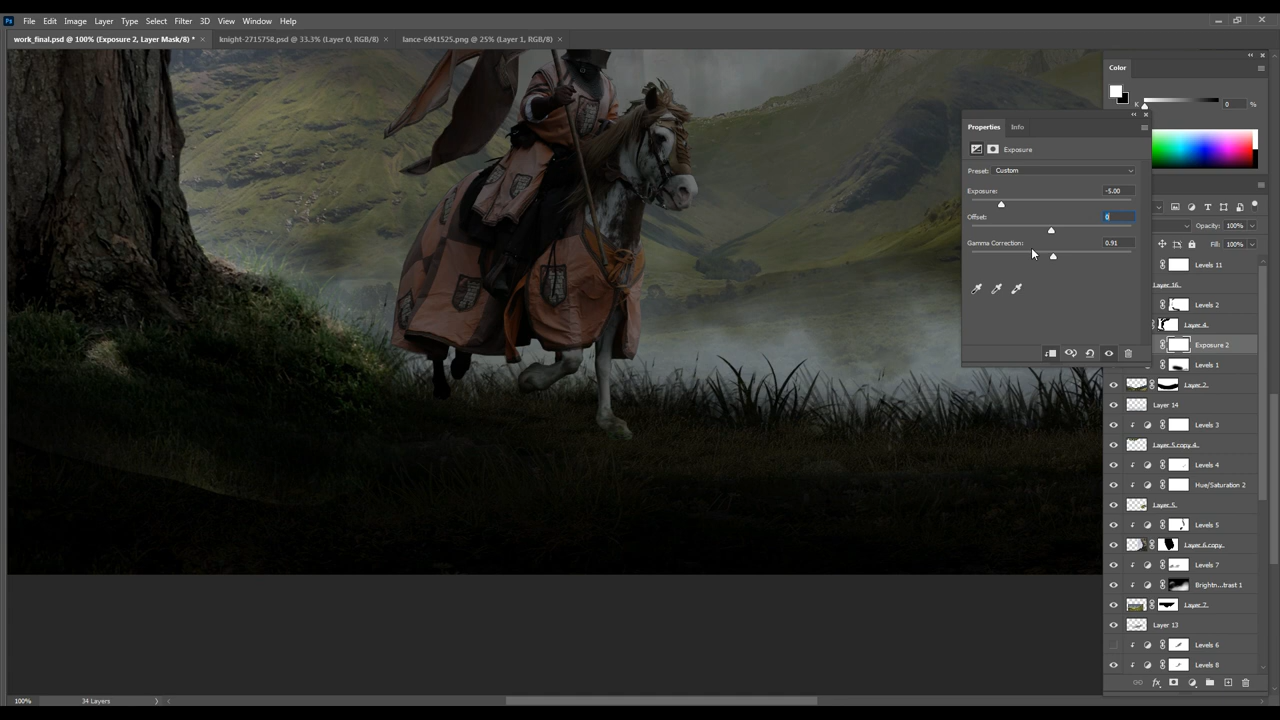 Ps File Edit Image Layer Type Select Filter 3D View Window Help
work_final.psd @ 100% (Exposure 2, Layer Mask/8) * × knight-2715758.psd @ 33.3% (Layer 0, RGB/8) × lance-6941525.png @ 25% (Layer 1, RGB/8) ×
Color
K 0 %
Properties Info
Exposure
Preset: Custom
Exposure: -5.00
Offset: 0
Gamma Correction: 0.91
Opacity: 100%
Fill: 100%
Levels 11
Layer 16
Levels 2
Layer 4
Exposure 2
Levels 1
Layer 2
Layer 14
Levels 3
Layer 5 copy 4
Levels 4
Hue/Saturation 2
Layer 5
Levels 5
Layer 6 copy
Levels 7
Brightn...trast 1
Layer 7
Layer 13
Levels 6
Levels 8
fx
100% 34 Layers